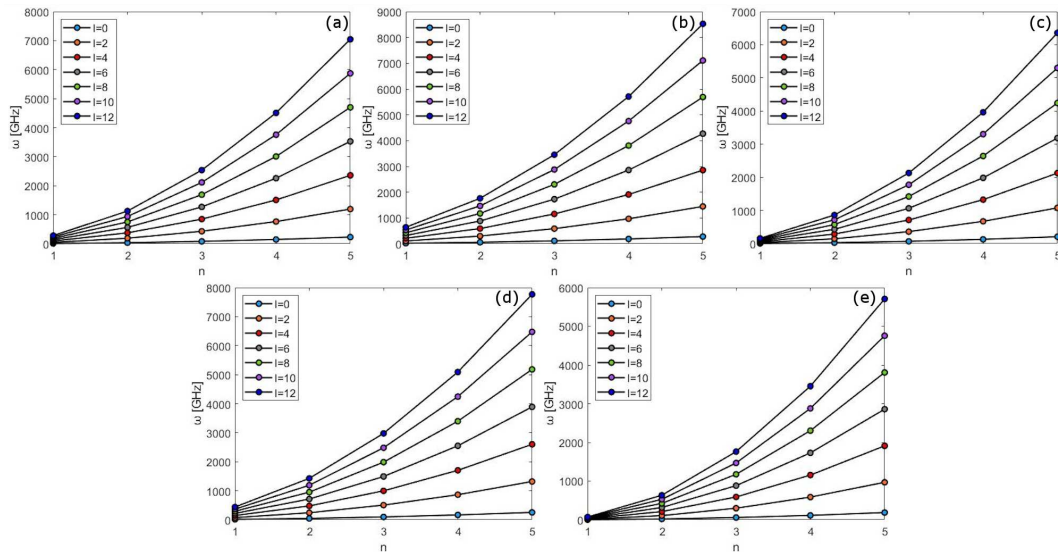 (a)
l=0
l=2
l=4
l=6
l=8
l=10
l=12
ω [GHz]
8000
7000
6000
5000
4000
3000
2000
1000
0
1 2 3 4 5
n
(b)
l=0
l=2
l=4
l=6
l=8
l=10
l=12
ω [GHz]
9000
8000
7000
6000
5000
4000
3000
2000
1000
0
1 2 3 4 5
n
(c)
l=0
l=2
l=4
l=6
l=8
l=10
l=12
ω [GHz]
7000
6000
5000
4000
3000
2000
1000
0
1 2 3 4 5
n
(d)
l=0
l=2
l=4
l=6
l=8
l=10
l=12
ω [GHz]
8000
7000
6000
5000
4000
3000
2000
1000
0
1 2 3 4 5
n
(e)
l=0
l=2
l=4
l=6
l=8
l=10
l=12
ω [GHz]
6000
5000
4000
3000
2000
1000
0
1 2 3 4 5
n